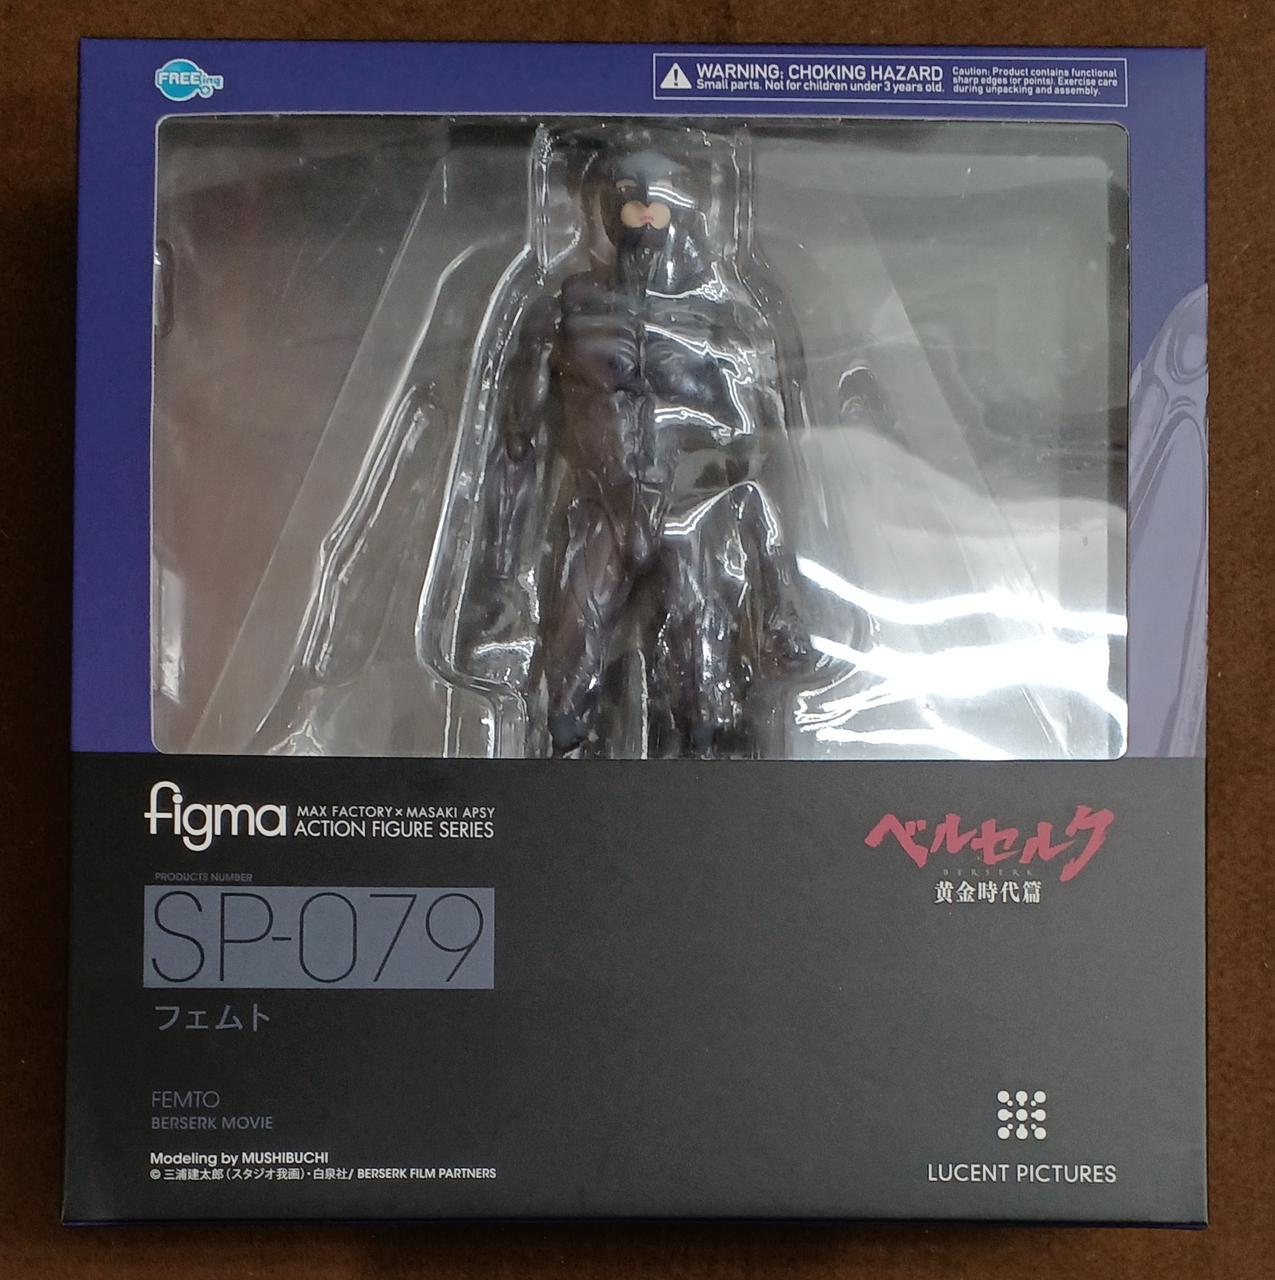 FREEing
WARNING: CHOKING HAZARD
Small parts. Not for children under 3 years old.
Caution: Product contains functional
sharp edges (or points). Exercise care
during unpacking and assembly.
figma
MAX FACTORY × MASAKI APSY
ACTION FIGURE SERIES
ベルセルク
BERSERK
黄金時代篇
PRODUCTS NUMBER
SP-079
フェムト
FEMTO
BERSERK MOVIE
Modeling by MUSHIBUCHI
© 三浦建太郎(スタジオ我画)・白泉社/ BERSERK FILM PARTNERS
LUCENT PICTURES